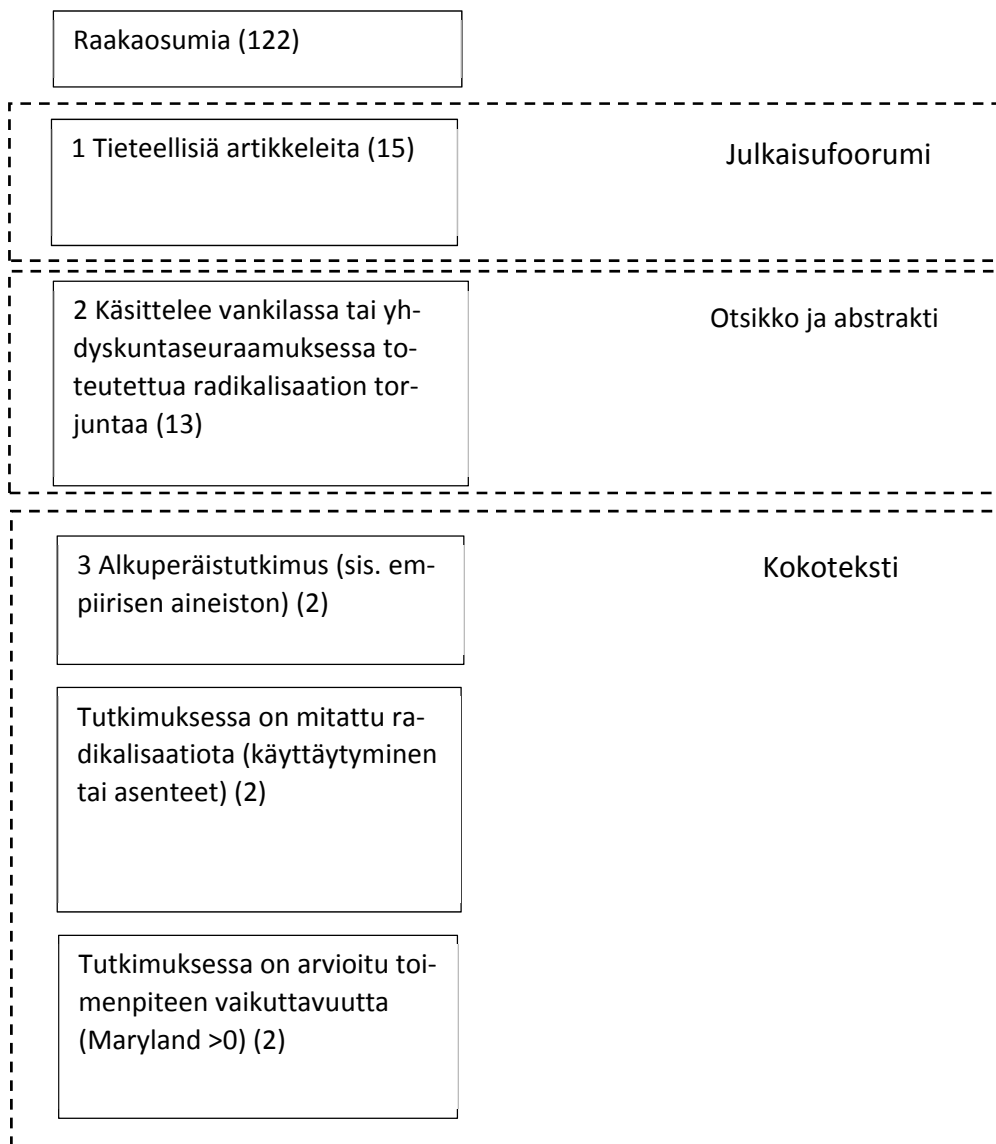 Raakaosumia (122)
1 Tieteellisiä artikkeleita (15)
Julkaisufoorumi
2 Käsittelee vankilassa tai yh-
dyskuntaseuraamuksessa to-
teutettua radikalisaation tor-
juntaa (13)
Otsikko ja abstrakti
3 Alkuperäistutkimus (sis. em-
piirisen aineiston) (2)
Kokoteksti
Tutkimuksessa on mitattu ra-
dikalisaatiota (käyttäytyminen
tai asenteet) (2)
Tutkimuksessa on arvioitu toi-
menpiteen vaikuttavuutta
(Maryland >0) (2)